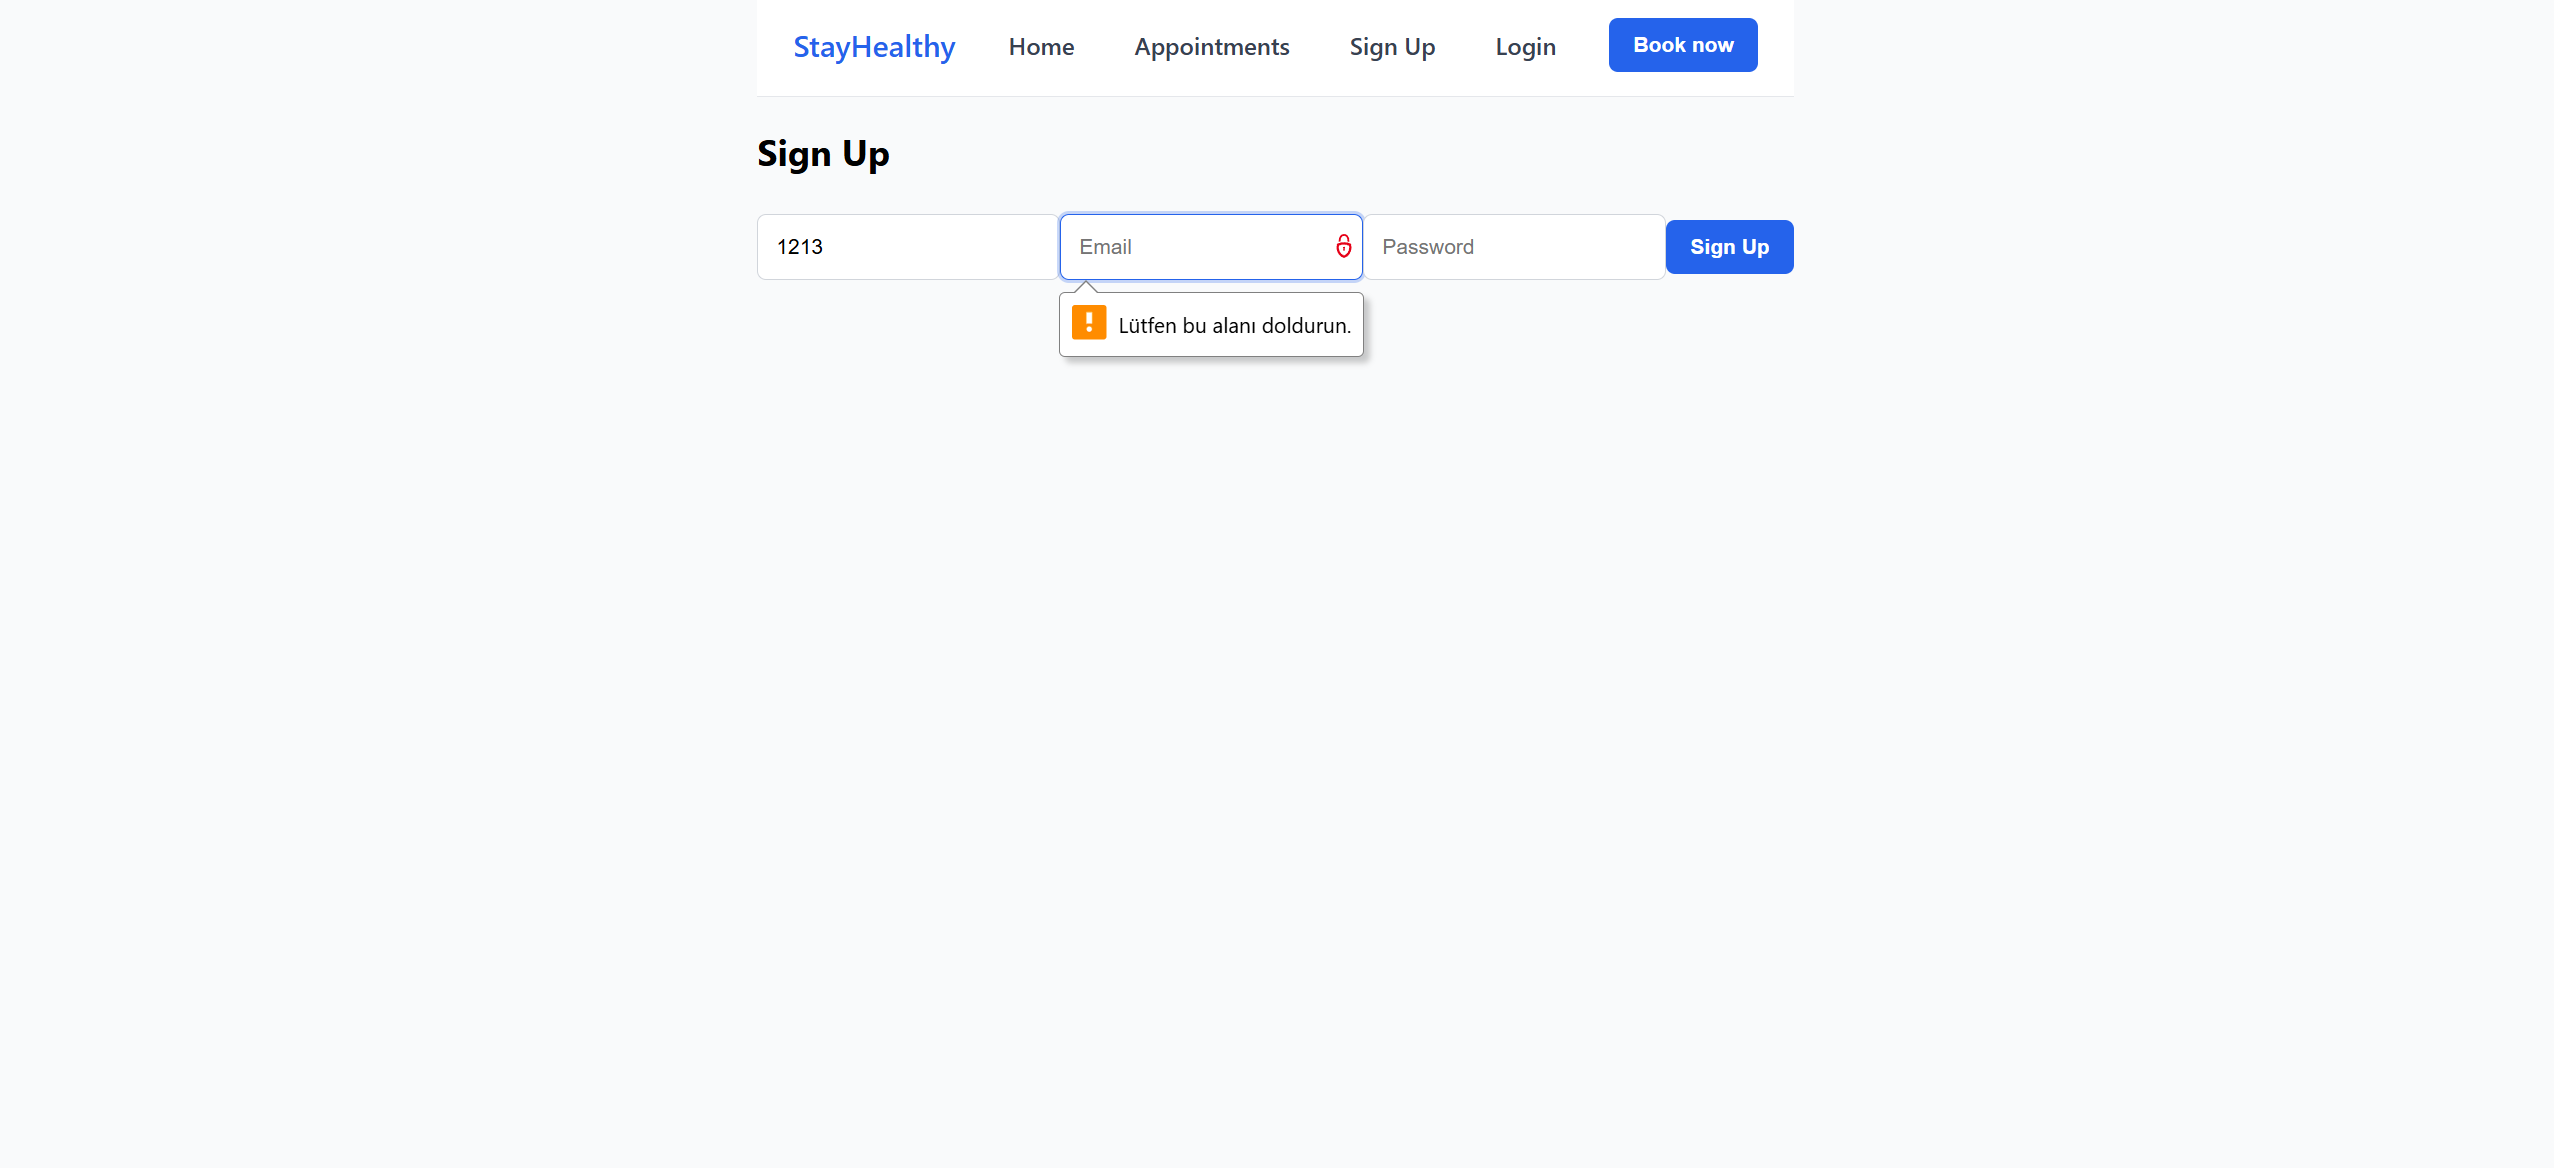 StayHealthy Home Appointments Sign Up Login Book now
Sign Up
1213 Email Password Sign Up
Lütfen bu alanı doldurun.